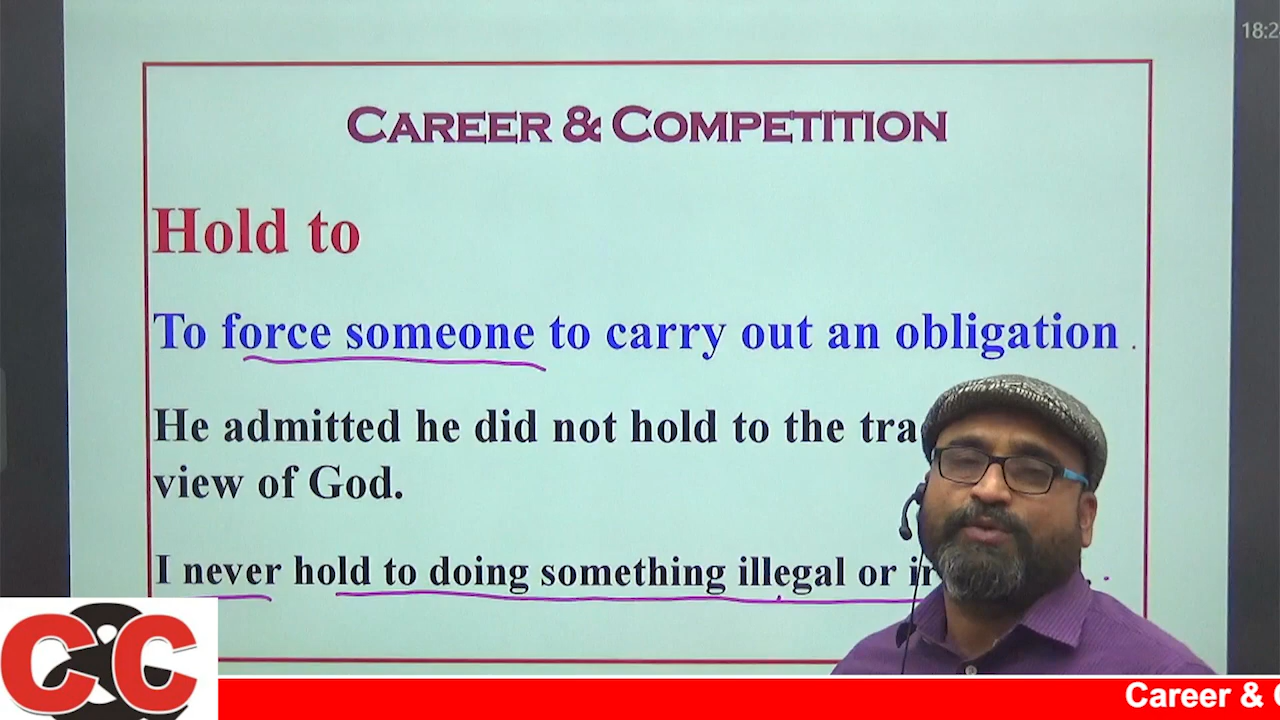 18:2
CAREER & COMPETITION
Hold to
To force someone to carry out an obligation .
He admitted he did not hold to the
view of God.
I never hold to doing something illegal or
CC
Career &